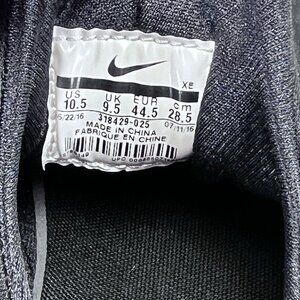 XE
US UK EUR cm
10.5 9.5 44.5 28.5
05/22/16 07/11/16
318429-025
MADE IN CHINA
FABRIQUE EN CHINE
UPC